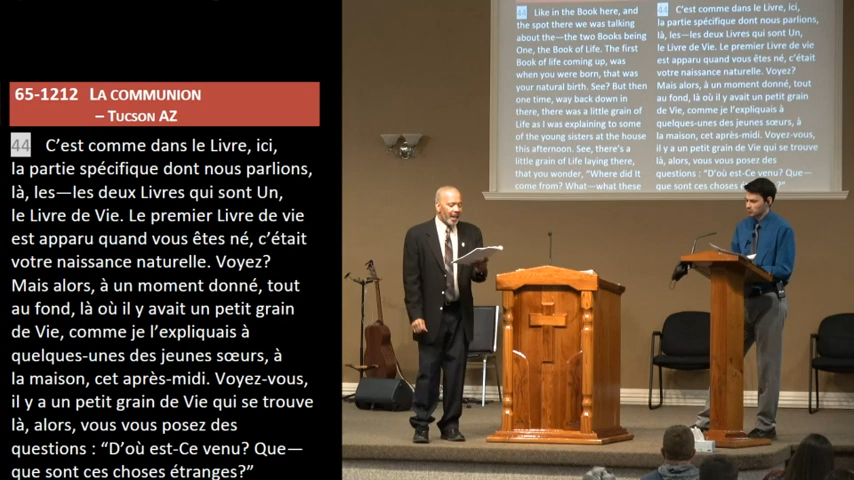 65-1212 LA COMMUNION
– TUCSON AZ
44 C'est comme dans le Livre, ici,
la partie spécifique dont nous parlions,
là, les—les deux Livres qui sont Un,
le Livre de Vie. Le premier Livre de vie
est apparu quand vous êtes né, c'était
votre naissance naturelle. Voyez?
Mais alors, à un moment donné, tout
au fond, là où il y avait un petit grain
de Vie, comme je l'expliquais à
quelques-unes des jeunes sœurs, à
la maison, cet après-midi. Voyez-vous,
il y a un petit grain de Vie qui se trouve
là, alors, vous vous posez des
questions : “D'où est-Ce venu? Que—
que sont ces choses étranges?”
44 Like in the Book here, and
the spot there we was talking
about the—the two Books being
One, the Book of Life. The first
Book of life coming up, was
when you were born, that was
your natural birth. See? But then
one time, way back down in
there, there was a little grain of
Life as I was explaining to some
of the young sisters at the house
this afternoon. See, there's a
little grain of Life laying there,
that you wonder, “Where did It
come from? What—what these
44 C'est comme dans le Livre, ici,
la partie spécifique dont nous parlions,
là, les—les deux Livres qui sont Un,
le Livre de Vie. Le premier Livre de vie
est apparu quand vous êtes né, c'était
votre naissance naturelle. Voyez?
Mais alors, à un moment donné, tout
au fond, là où il y avait un petit grain
de Vie, comme je l'expliquais à
quelques-unes des jeunes sœurs, à
la maison, cet après-midi. Voyez-vous,
il y a un petit grain de Vie qui se trouve
là, alors, vous vous posez des
questions : “D'où est-Ce venu? Que—
que sont ces choses étranges?”